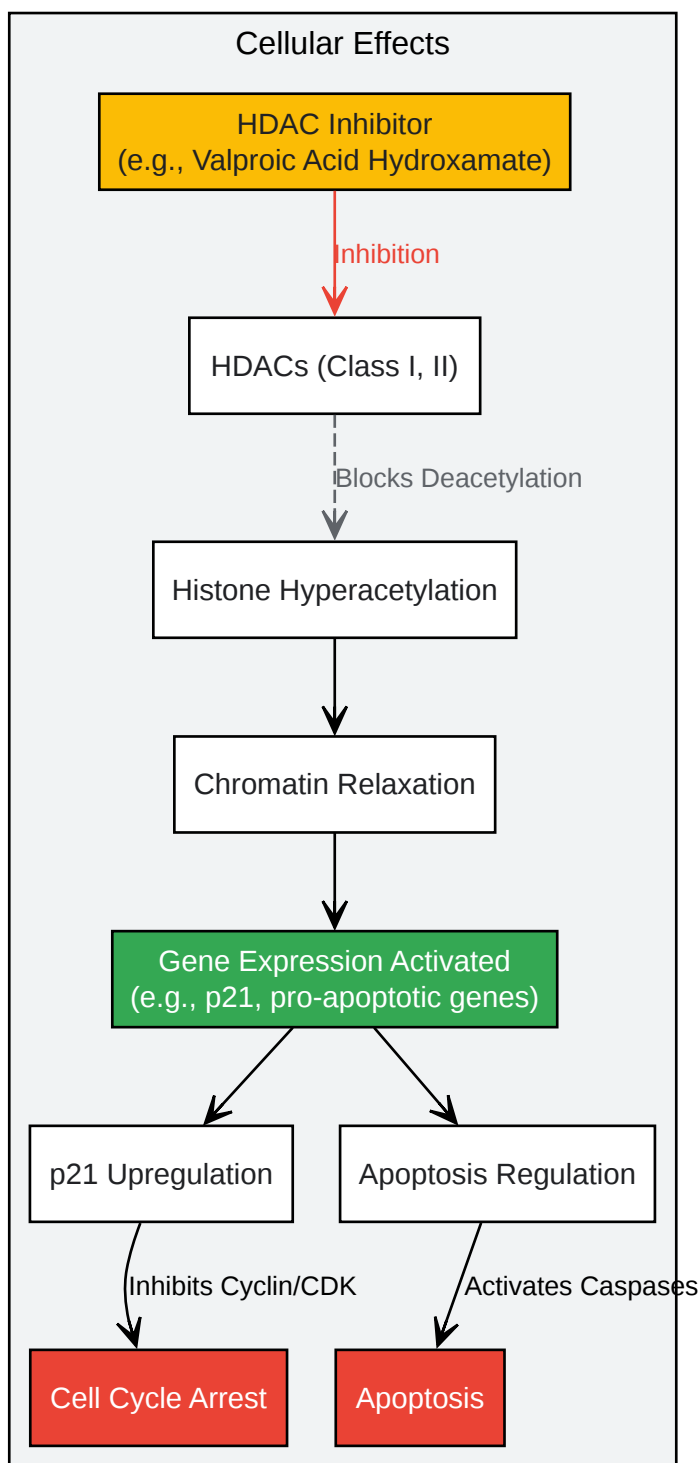 Cellular Effects
HDAC Inhibitor
(e.g., Valproic Acid Hydroxamate)
Inhibition
HDACs (Class I, II)
Blocks Deacetylation
Histone Hyperacetylation
Chromatin Relaxation
Gene Expression Activated
(e.g., p21, pro-apoptotic genes)
p21 Upregulation
Apoptosis Regulation
Inhibits Cyclin/CDK
Activates Caspases
Cell Cycle Arrest
Apoptosis